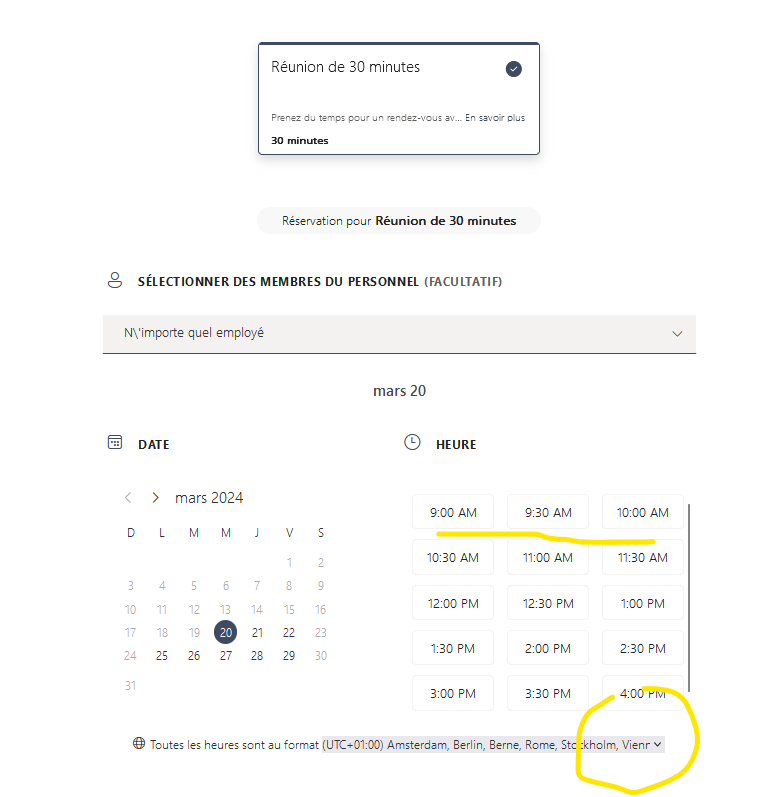 Réunion de 30 minutes
Prenez du temps pour un rendez-vous av... En savoir plus
30 minutes
Réservation pour Réunion de 30 minutes
SÉLECTIONNER DES MEMBRES DU PERSONNEL (FACULTATIF)
N\'importe quel employé
mars 20
DATE
mars 2024
D L M M J V S
1 2
3 4 5 6 7 8 9
10 11 12 13 14 15 16
17 18 19 20 21 22 23
24 25 26 27 28 29 30
31
HEURE
9:00 AM 9:30 AM 10:00 AM
10:30 AM 11:00 AM 11:30 AM
12:00 PM 12:30 PM 1:00 PM
1:30 PM 2:00 PM 2:30 PM
3:00 PM 3:30 PM 4:00 PM
Toutes les heures sont au format (UTC+01:00) Amsterdam, Berlin, Berne, Rome, Stockholm, Vienr